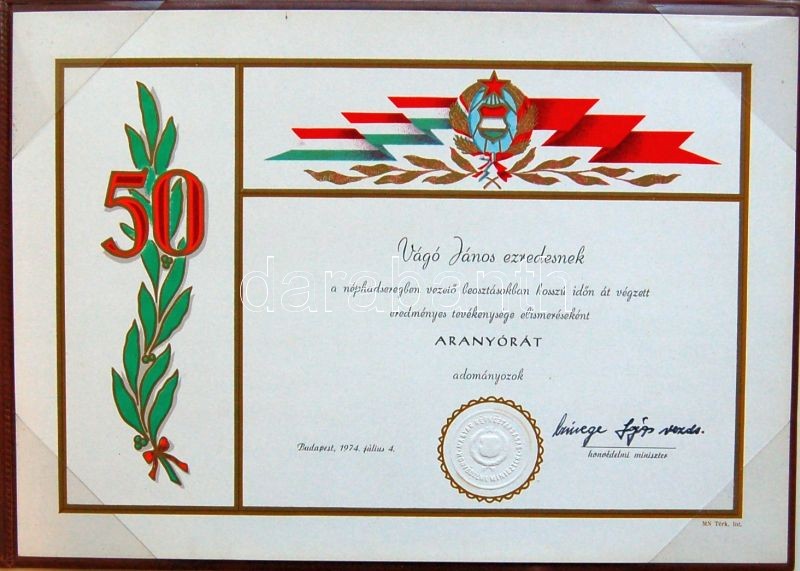 50
Vágó János ezredesnek
a néphadseregben vezető beosztásokban hosszú időn át végzett
eredményes tevékenysége elismeréseként
ARANYÓRÁT
adományozok
Budapest, 1974. július 4.
honvédelmi miniszter
MN Térk. Int.
darabanth